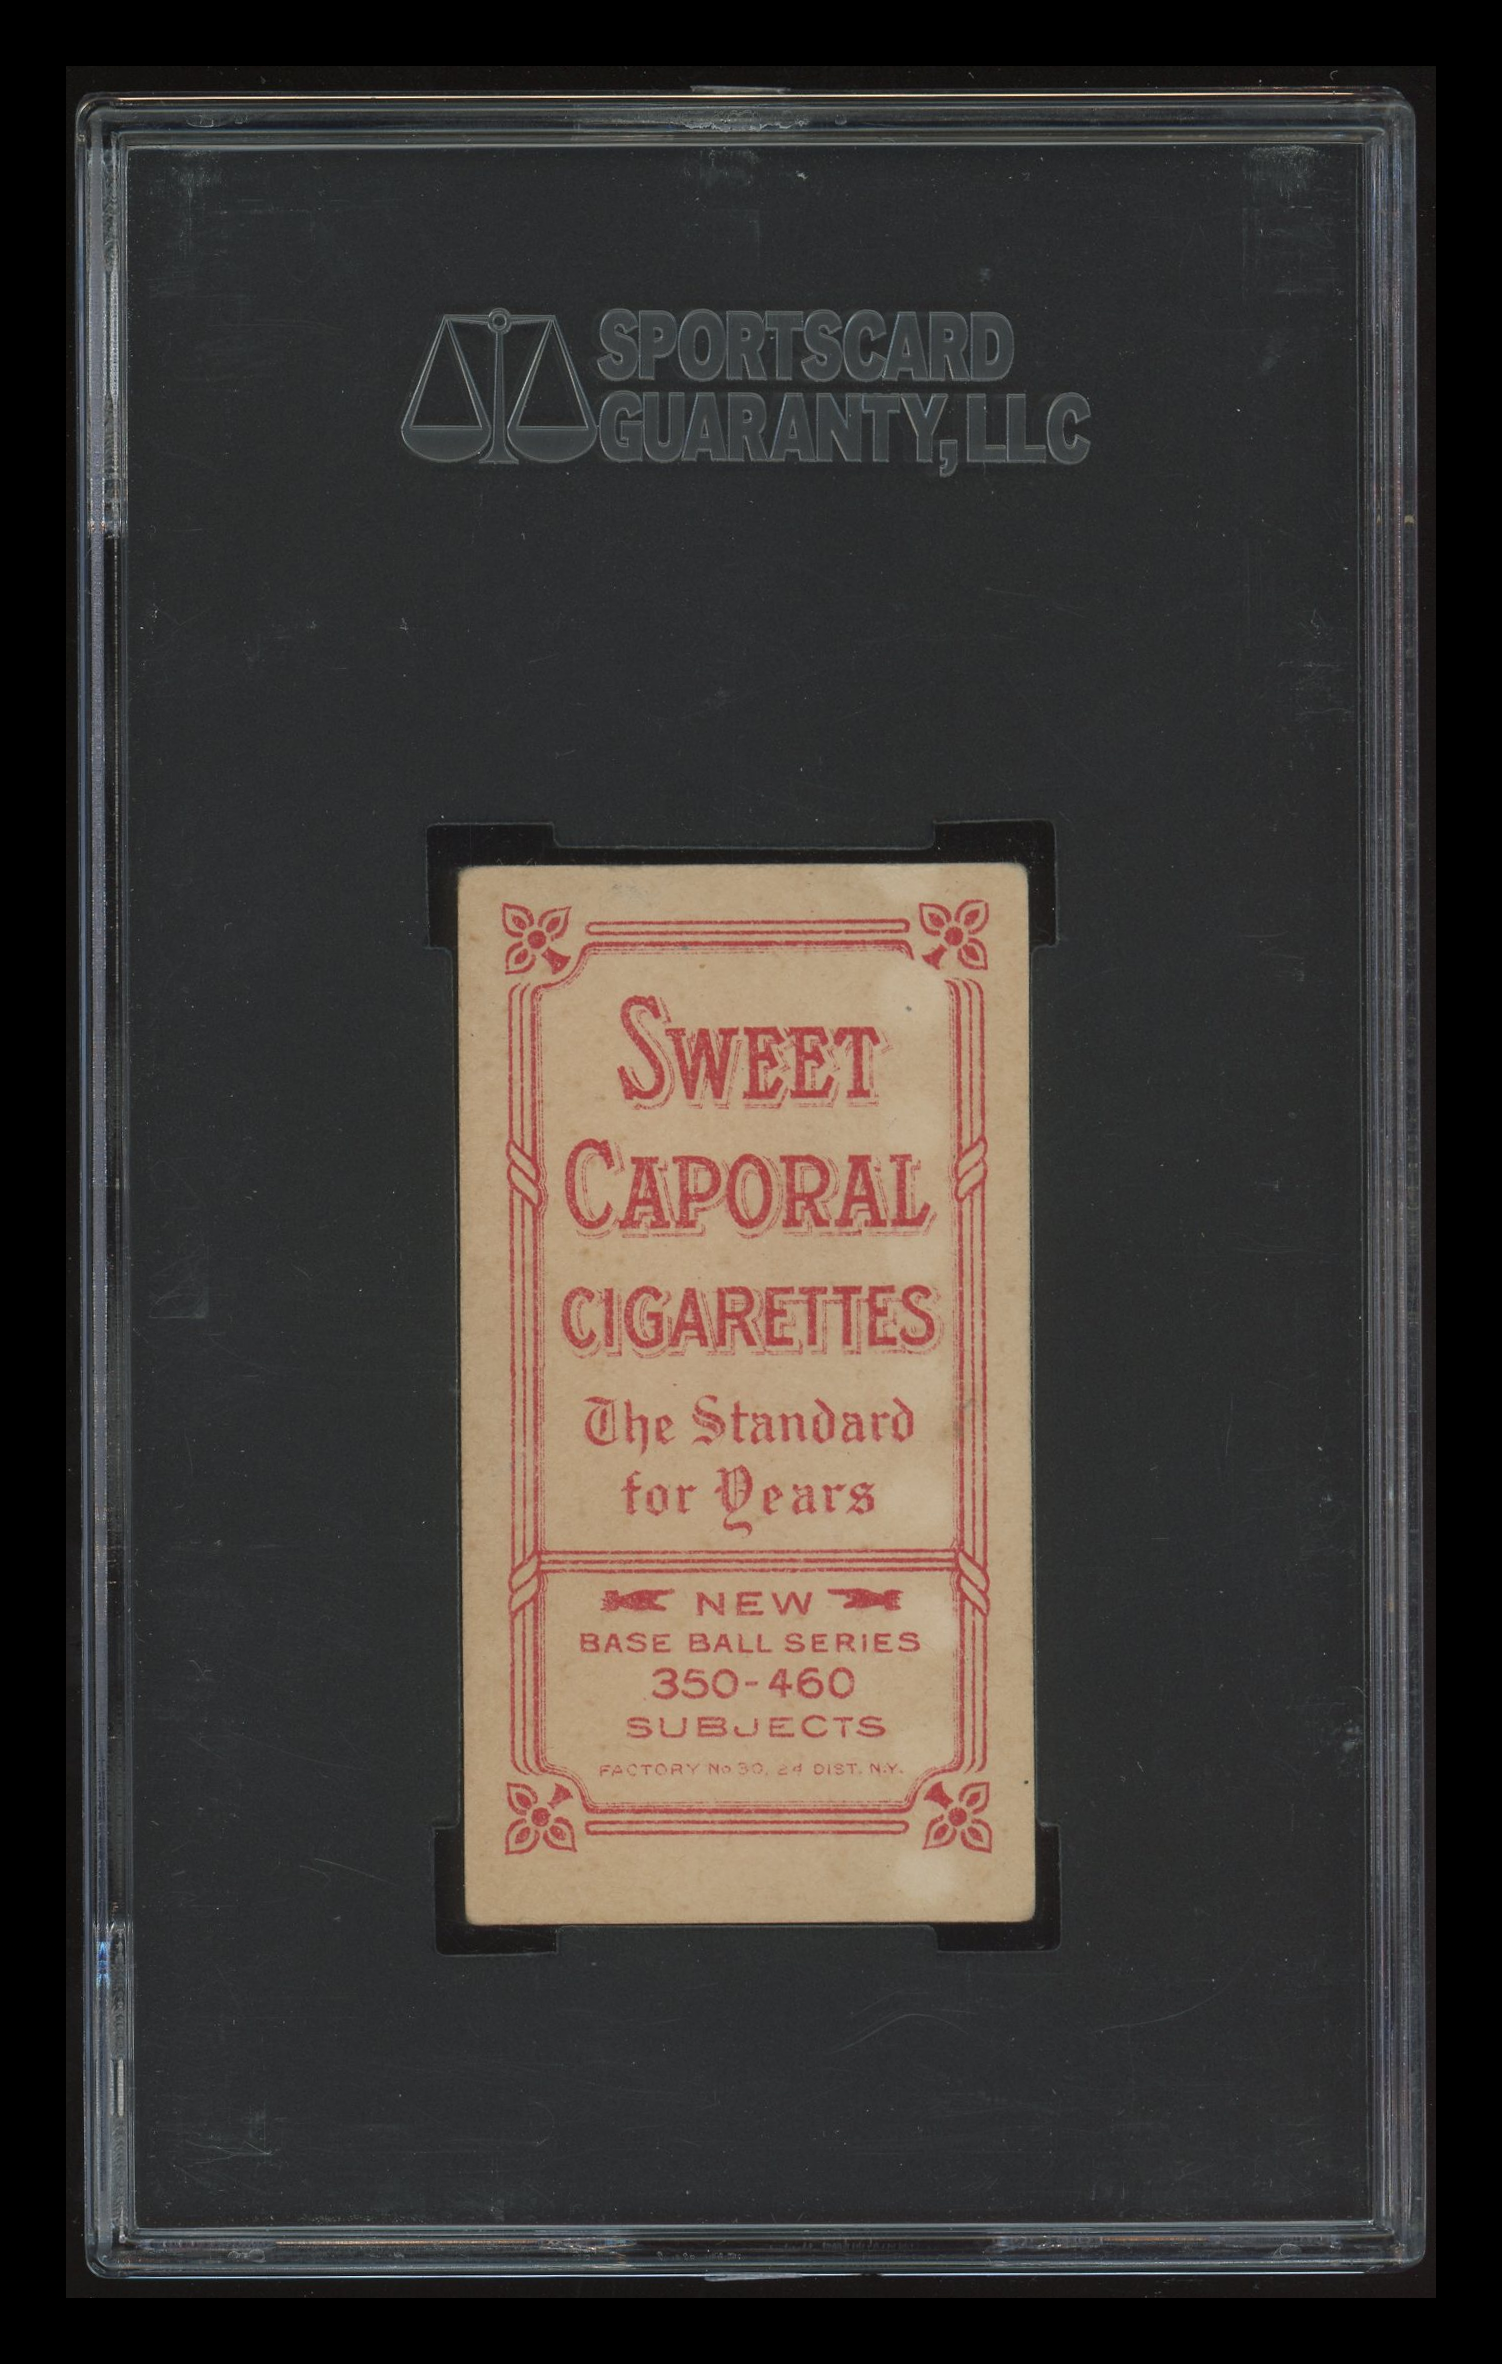 SPORTSCARD
GUARANTY, LLC
SWEET
CAPORAL
CIGARETTES
The Standard
for Years
NEW
BASE BALL SERIES
350-460
SUBJECTS
FACTORY No 30, 2d DIST. N.Y.